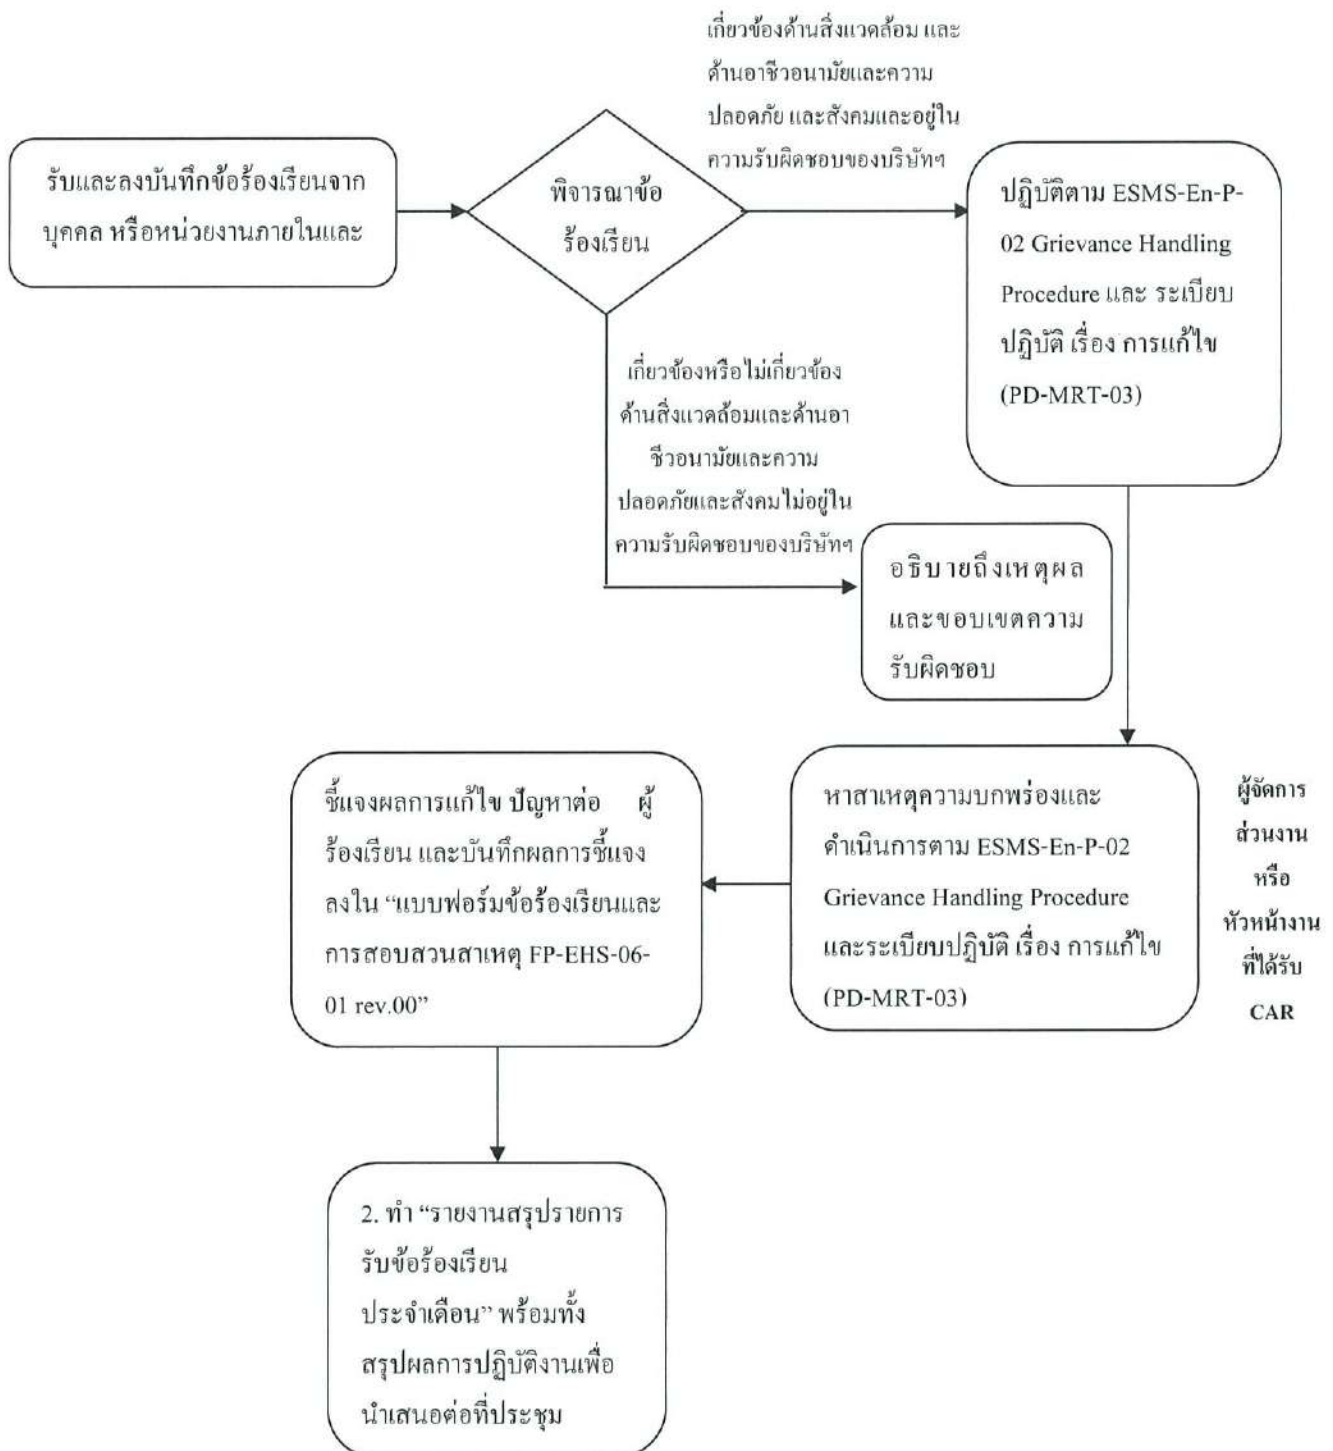 เกี่ยวข้องด้านสิ่งแวดล้อม และ
ด้านอาชีวอนามัยและความ
ปลอดภัย และสังคมและอยู่ใน
ความรับผิดชอบของบริษัทฯ
รับและลงบันทึกข้อร้องเรียนจาก
บุคคล หรือหน่วยงานภายในและ
พิจารณาข้อ
ร้องเรียน
ปฏิบัติตาม ESMS-En-P-
02 Grievance Handling
Procedure และ ระเบียบ
ปฏิบัติ เรื่อง การแก้ไข
(PD-MRT-03)
เกี่ยวข้องหรือไม่เกี่ยวข้อง
ด้านสิ่งแวดล้อมและด้านอา
ชีวอนามัยและความ
ปลอดภัยและสังคมไม่อยู่ใน
ความรับผิดชอบของบริษัทฯ
อธิบายถึงเหตุผล
และขอบเขตความ
รับผิดชอบ
หาสาเหตุความบกพร่องและ
ดำเนินการตาม ESMS-En-P-02
Grievance Handling Procedure
และระเบียบปฏิบัติ เรื่อง การแก้ไข
(PD-MRT-03)
ผู้จัดการ
ส่วนงาน
หรือ
หัวหน้างาน
ที่ได้รับ
CAR
ชี้แจงผลการแก้ไข ปัญหาต่อ ผู้
ร้องเรียน และบันทึกผลการชี้แจง
ลงใน “แบบฟอร์มข้อร้องเรียนและ
การสอบสวนสาเหตุ FP-EHS-06-
01 rev.00”
2. ทำ “รายงานสรุปรายการ
รับข้อร้องเรียน
ประจำเดือน” พร้อมทั้ง
สรุปผลการปฏิบัติงานเพื่อ
นำเสนอต่อที่ประชุม